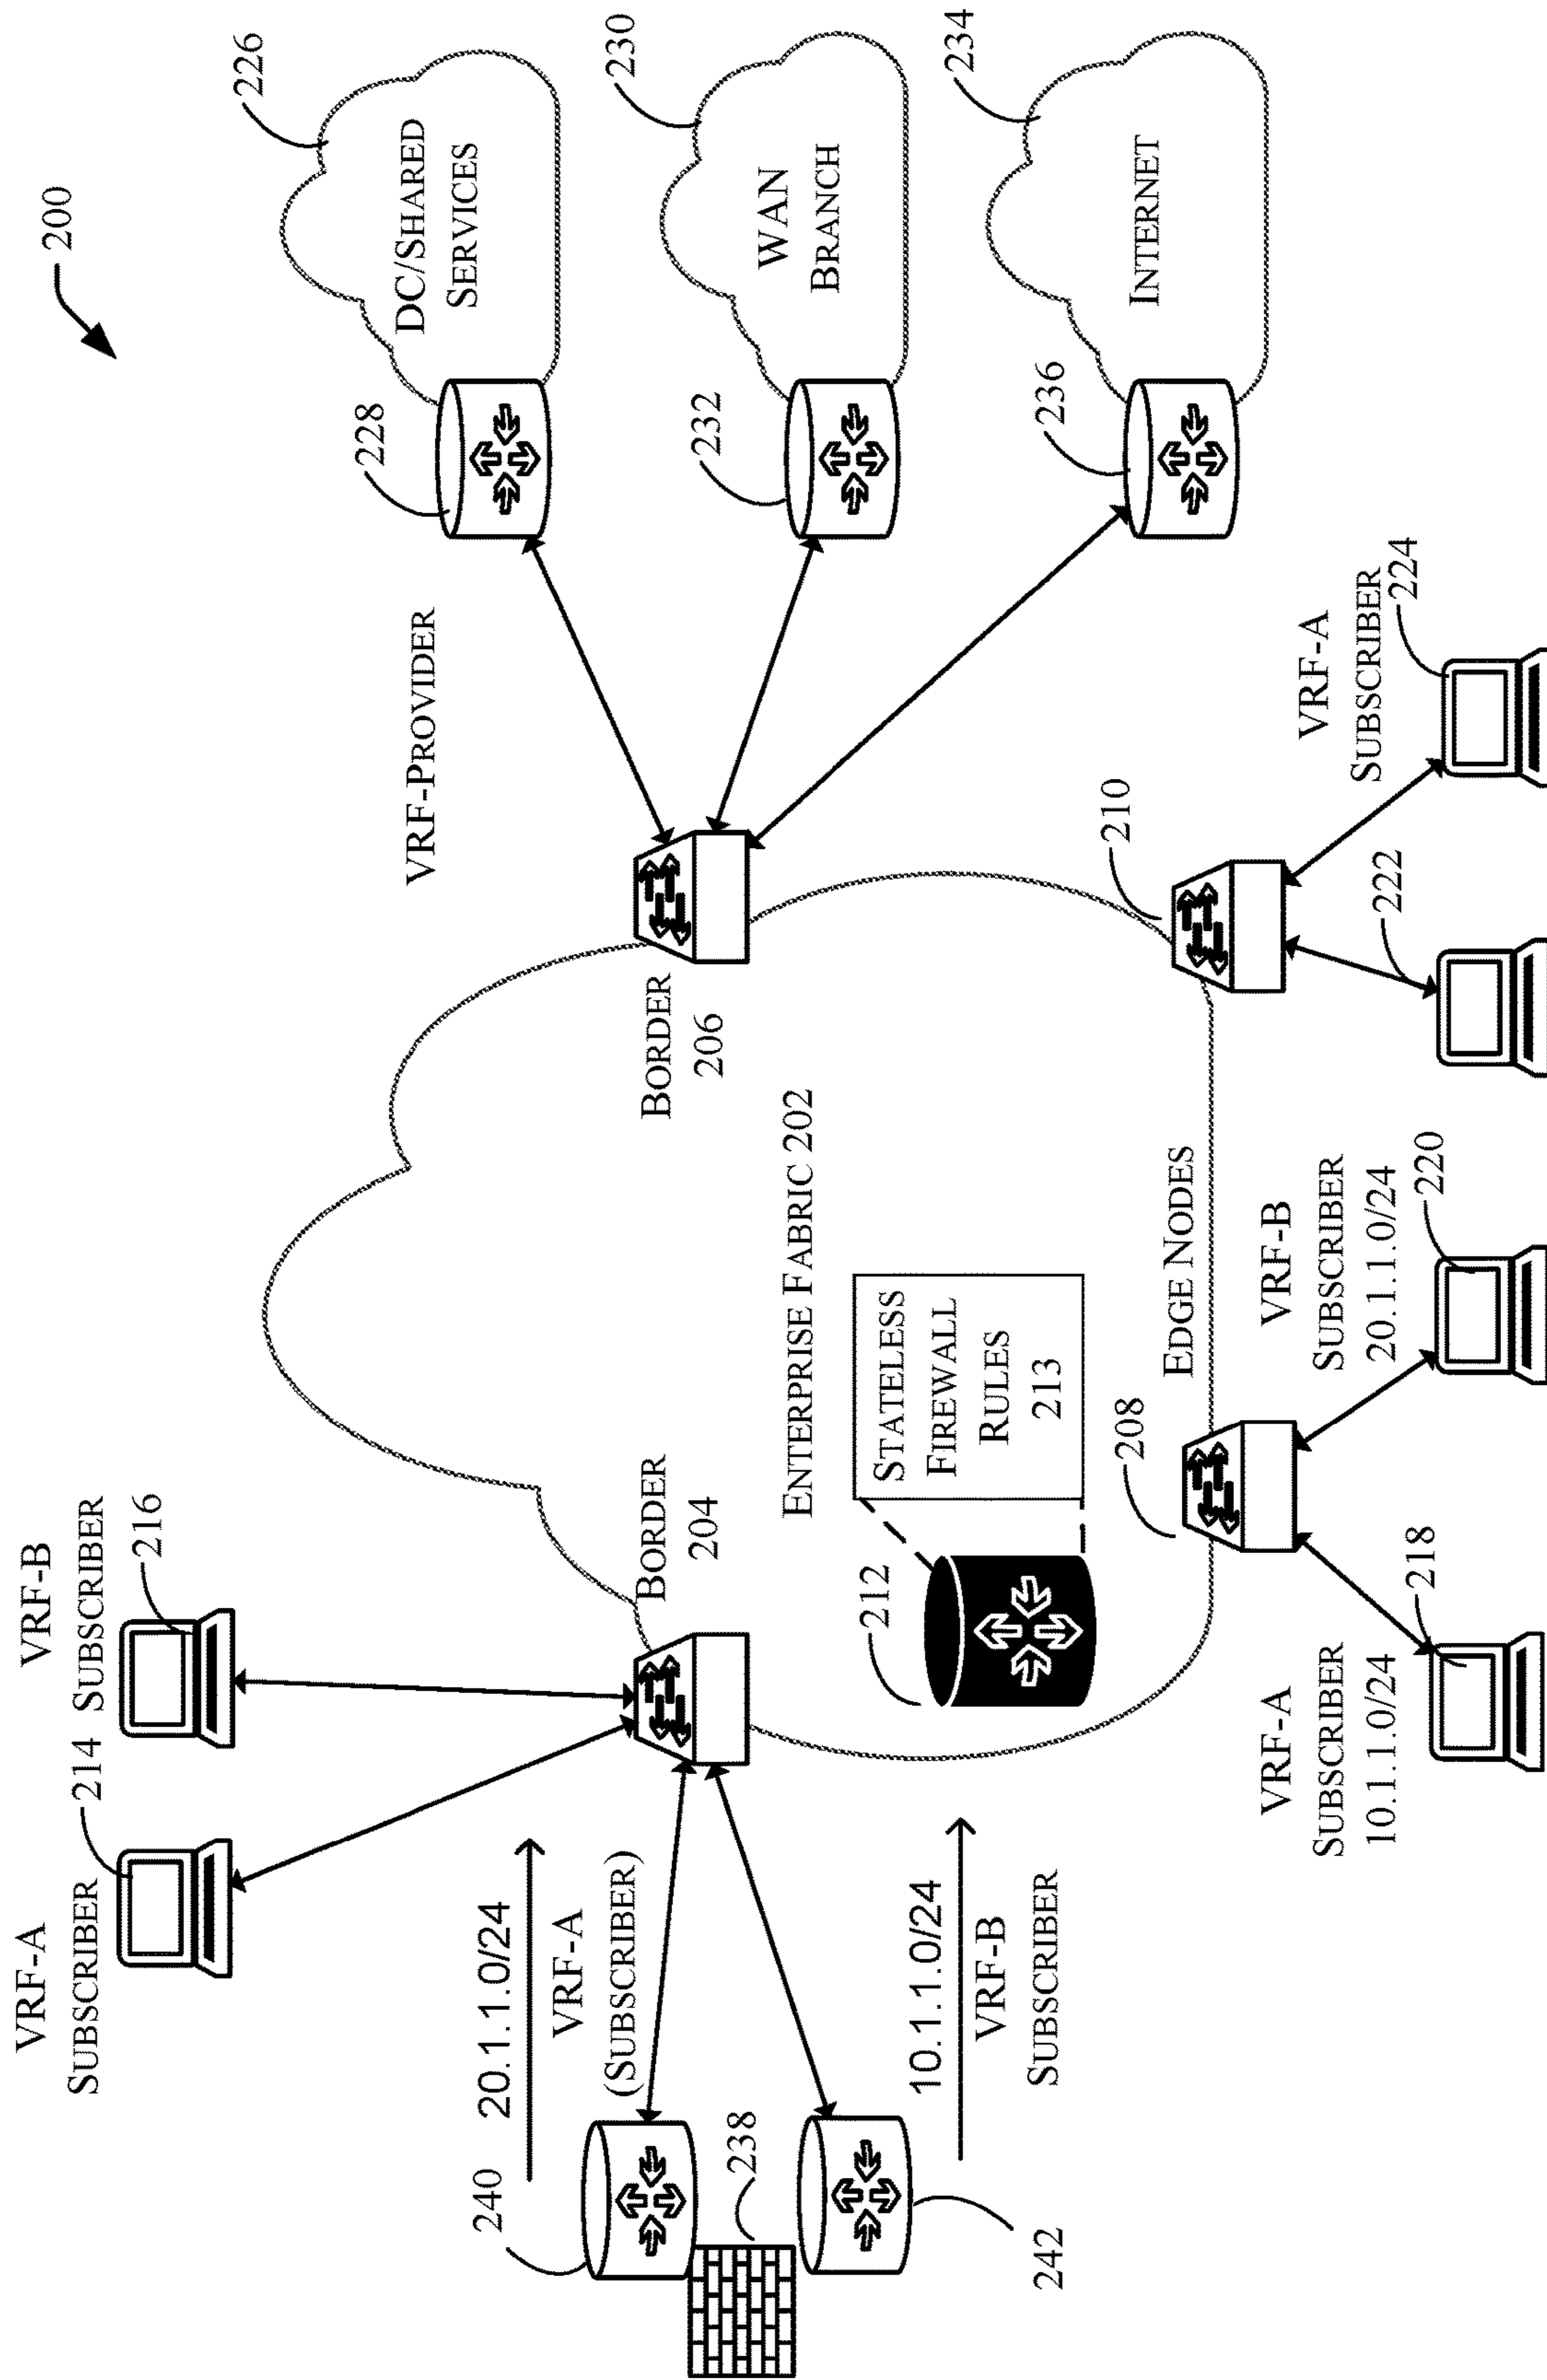 200
VRF-A
SUBSCRIBER
214
VRF-B
SUBSCRIBER
216
226
DC/SHARED
SERVICES
228
VRF-PROVIDER
230
WAN
BRANCH
232
234
INTERNET
236
240
20.1.1.0/24
VRF-A
(SUBSCRIBER)
238
242
10.1.1.0/24
VRF-B
SUBSCRIBER
BORDER
204
BORDER
206
ENTERPRISE FABRIC 202
212
STATELESS
FIREWALL
RULES
213
EDGE NODES
208
210
VRF-A
SUBSCRIBER
10.1.1.0/24
218
VRF-B
SUBSCRIBER
20.1.1.0/24
220
222
VRF-A
SUBSCRIBER
224